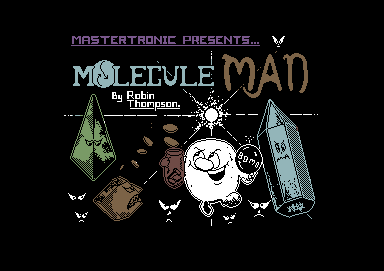 MASTERTRONIC PRESENTS...
MOLECULE MAN
By Robin
Thompson.
BOMB